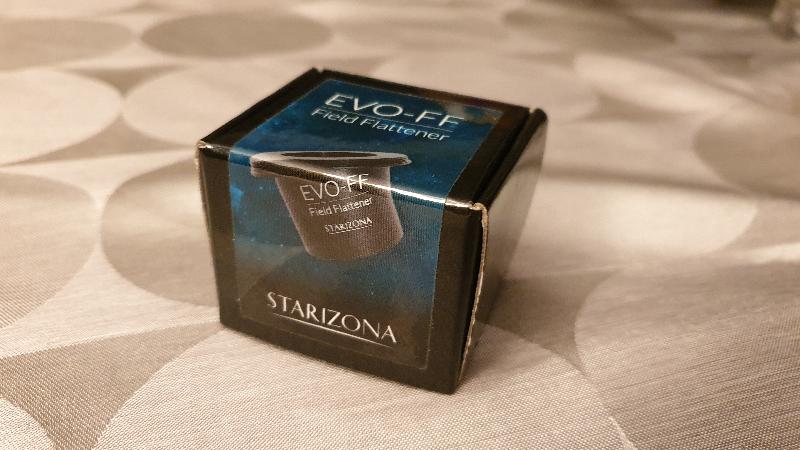 EVO-FF
Field Flattener
EVO-FF
Field Flattener
STARIZONA
STARIZONA